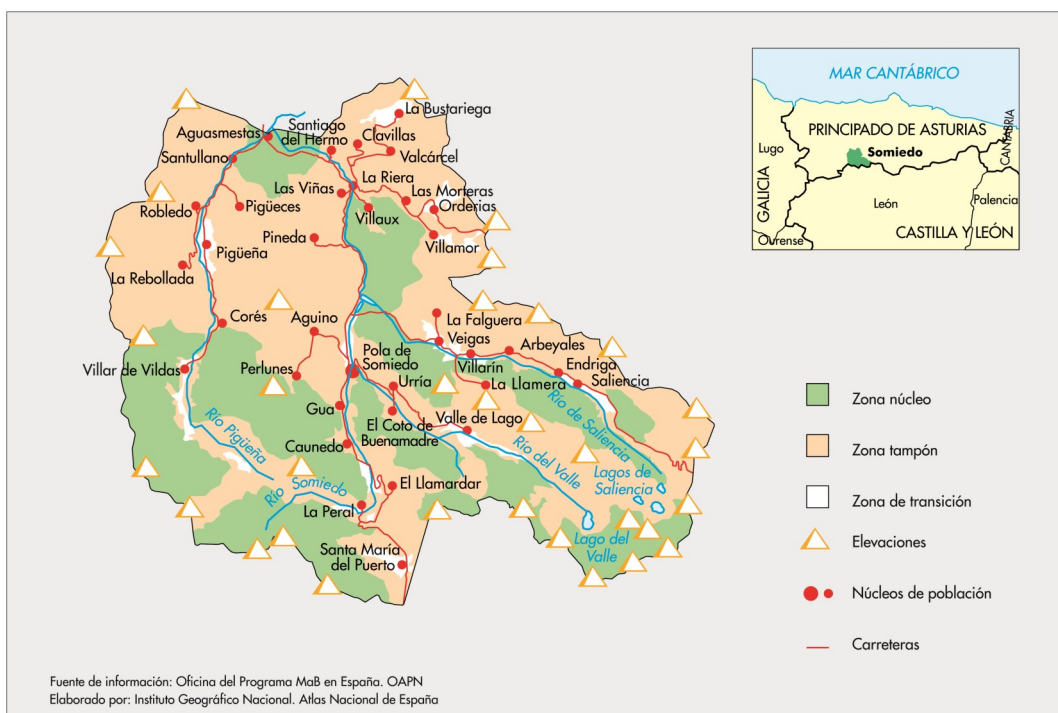 La Bustariega
Santiago
del Hermo
Clavillas
Aguasmestas
Valcárcel
Santullano
La Riera
Las Viñas
Las Morteras
Orderias
Robledo
Pigüeces
Villaux
Pineda
Villamor
Pigüeña
La Rebollada
Corés
Aguino
La Falguera
Veigas
Arbeyales
Villar de Vildas
Perlunes
Pola de
Somiedo
Villarín
Endriga
Urría
La Llamera
Saliencia
Gua
El Coto de
Buenamadre
Valle de Lago
Río de Saliencia
Caunedo
Río Pigüeña
Río del Valle
Lagos de
Saliencia
Río Somiedo
El Llamardar
La Peral
Lago del
Valle
Santa María
del Puerto
MAR CANTÁBRICO
PRINCIPADO DE ASTURIAS
CANTABRIA
Lugo
Somiedo
GALICIA
León
Palencia
Ourense
CASTILLA Y LEÓN
Zona núcleo
Zona tampón
Zona de transición
Elevaciones
Núcleos de población
Carreteras
Fuente de información: Oficina del Programa MaB en España. OAPN
Elaborado por: Instituto Geográfico Nacional. Atlas Nacional de España